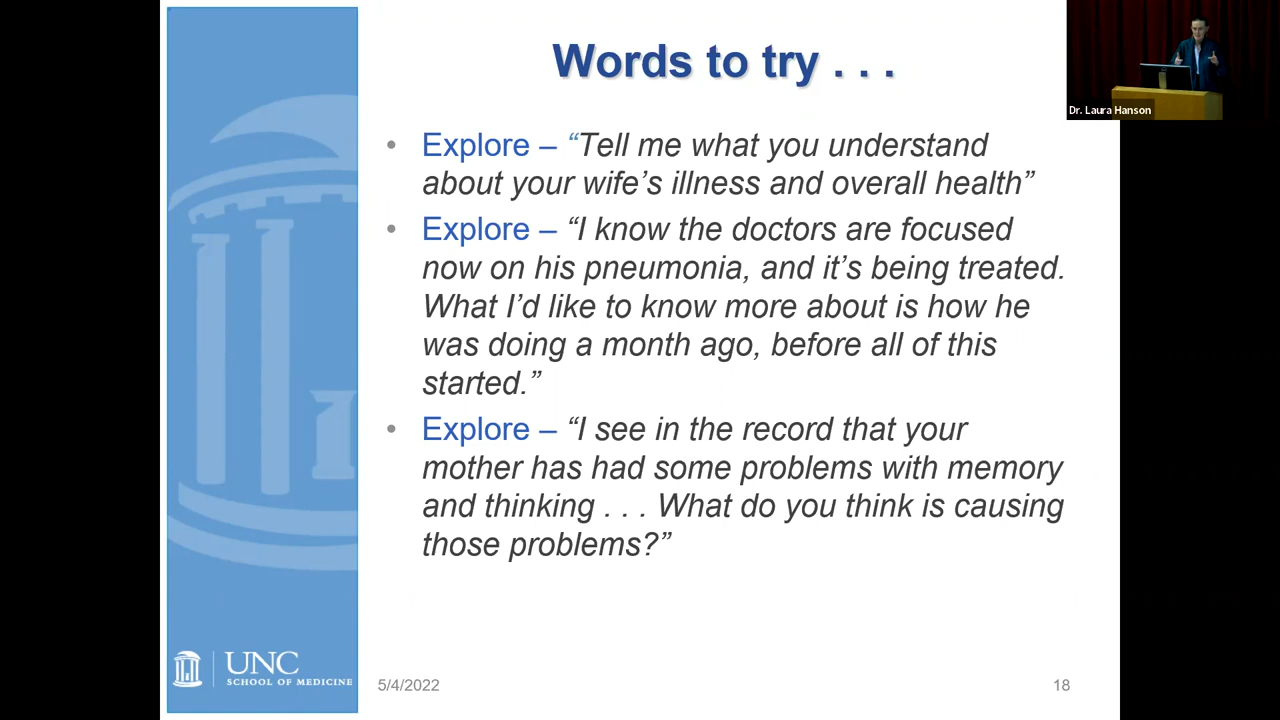 Words to try . . .
Dr. Laura Hanson
• Explore – “Tell me what you understand
about your wife’s illness and overall health”
• Explore – “I know the doctors are focused
now on his pneumonia, and it’s being treated.
What I’d like to know more about is how he
was doing a month ago, before all of this
started.”
• Explore – “I see in the record that your
mother has had some problems with memory
and thinking . . . What do you think is causing
those problems?”
UNC
SCHOOL OF MEDICINE
5/4/2022
18